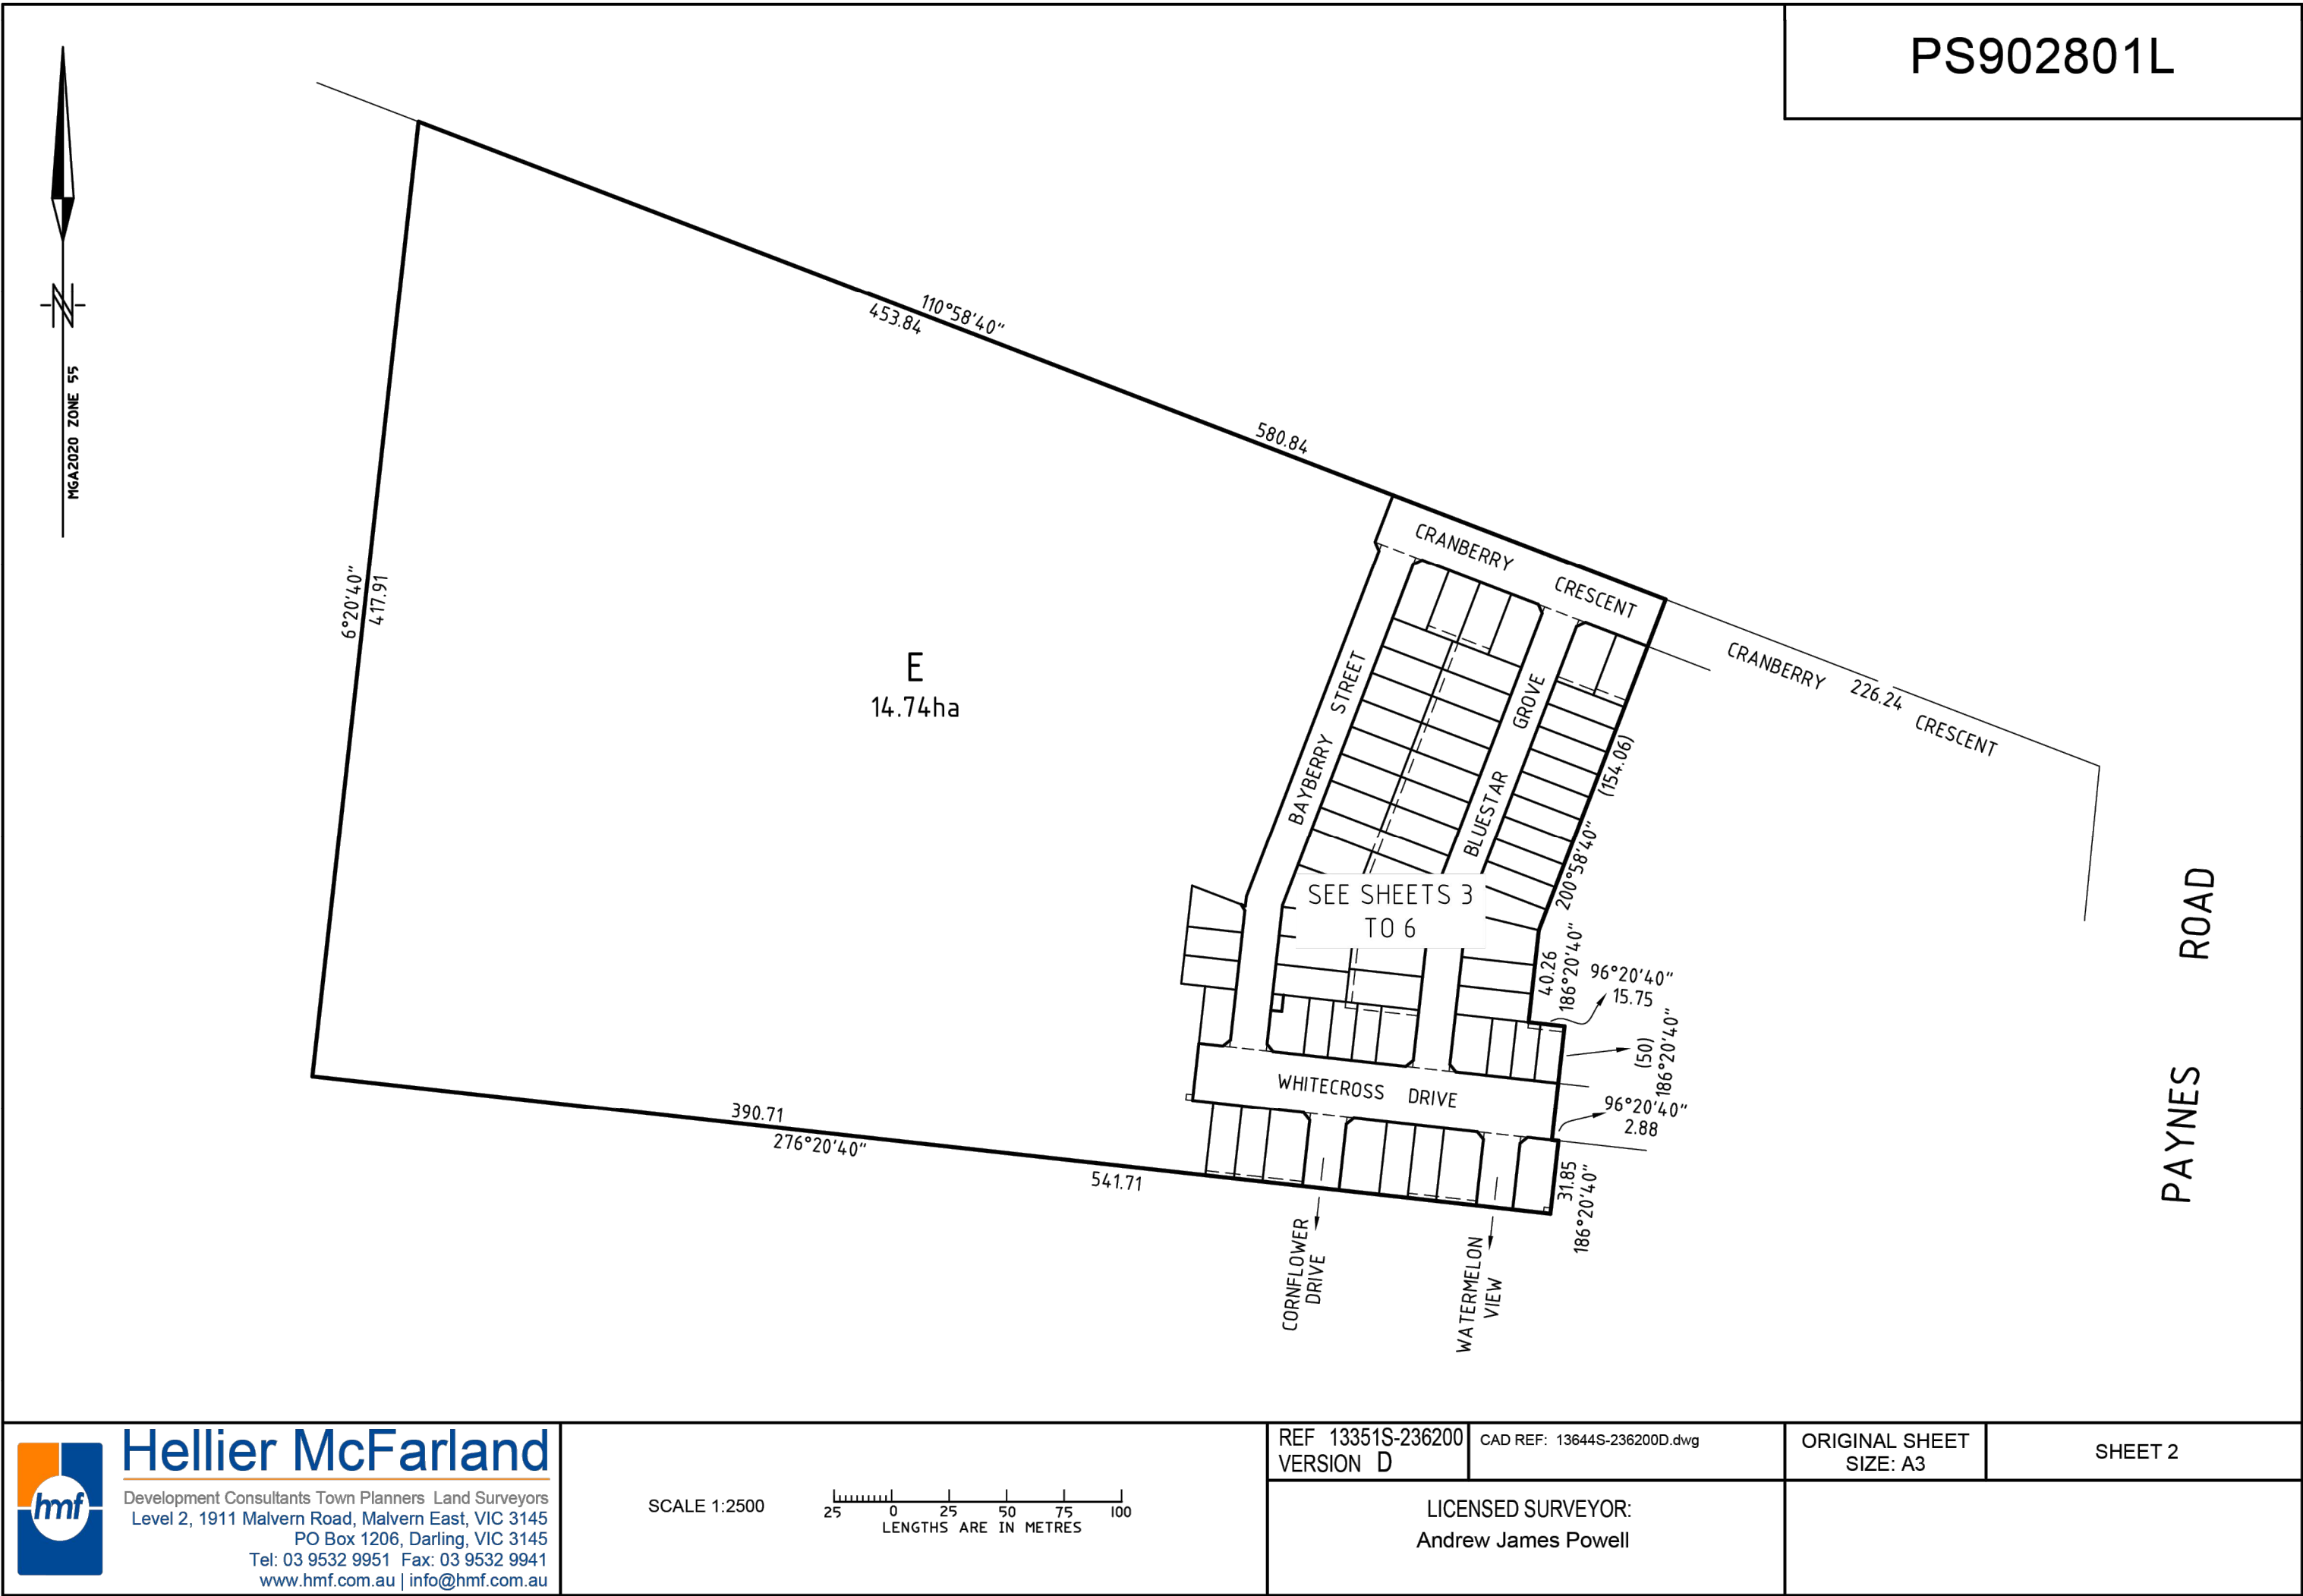 PS902801L
MGA2020 ZONE 55
N
110°58'40"
453.84
580.84
6°20'40"
417.91
E
14.74ha
CRANBERRY CRESCENT
CRANBERRY 226.24 CRESCENT
BAYBERRY STREET
BLUESTAR GROVE
(154.06)
200°58'40"
SEE SHEETS 3
TO 6
40.26
186°20'40"
96°20'40"
15.75
(50)
186°20'40"
WHITECROSS DRIVE
96°20'40"
2.88
31.85
186°20'40"
390.71
276°20'40"
541.71
CORNFLOWER
DRIVE
WATERMELON
VIEW
PAYNES ROAD
hmf
Hellier McFarland
Development Consultants Town Planners Land Surveyors
Level 2, 1911 Malvern Road, Malvern East, VIC 3145
PO Box 1206, Darling, VIC 3145
Tel: 03 9532 9951 Fax: 03 9532 9941
www.hmf.com.au | info@hmf.com.au
SCALE 1:2500
25 0 25 50 75 100
LENGTHS ARE IN METRES
REF 13351S-236200
VERSION D
CAD REF: 13644S-236200D.dwg
ORIGINAL SHEET
SIZE: A3
SHEET 2
LICENSED SURVEYOR:
Andrew James Powell